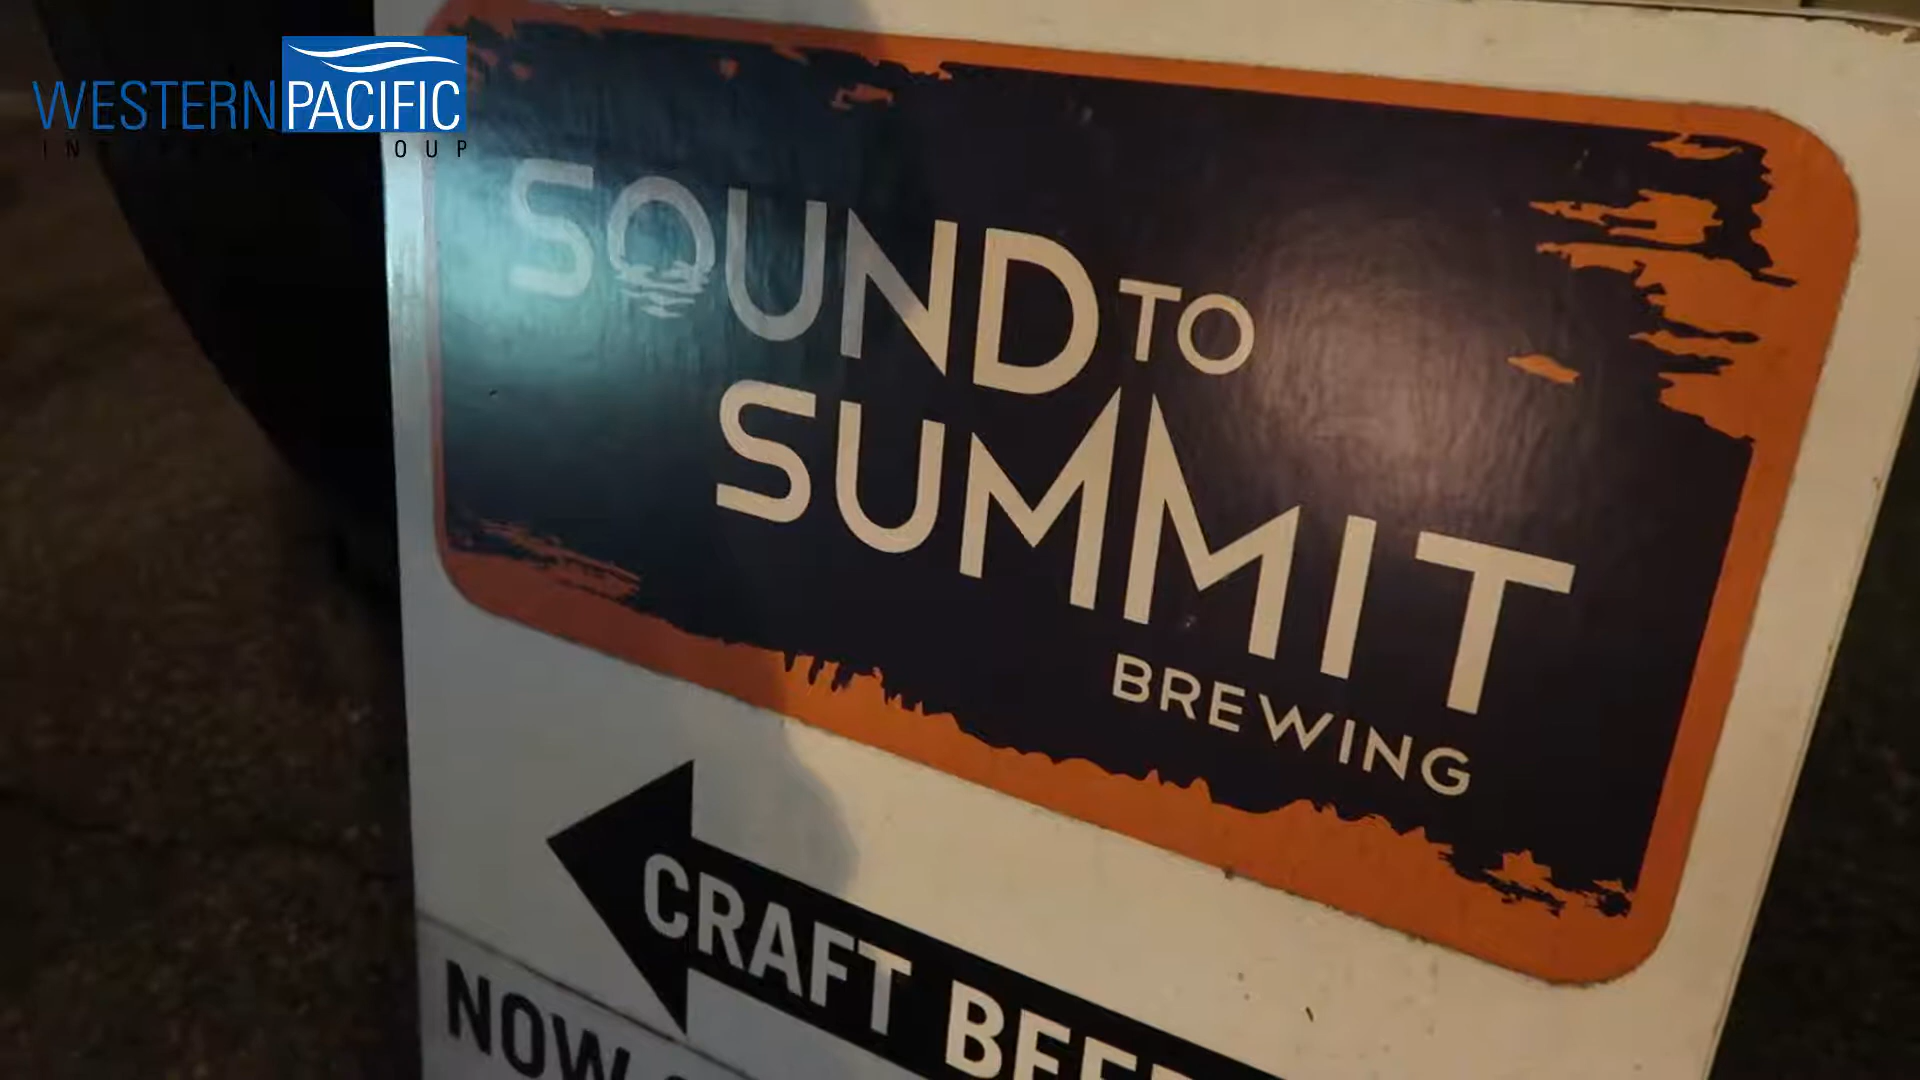 WESTERN PACIFIC
SOUND TO
SUMMIT
BREWING
CRAFT BEER
NOW